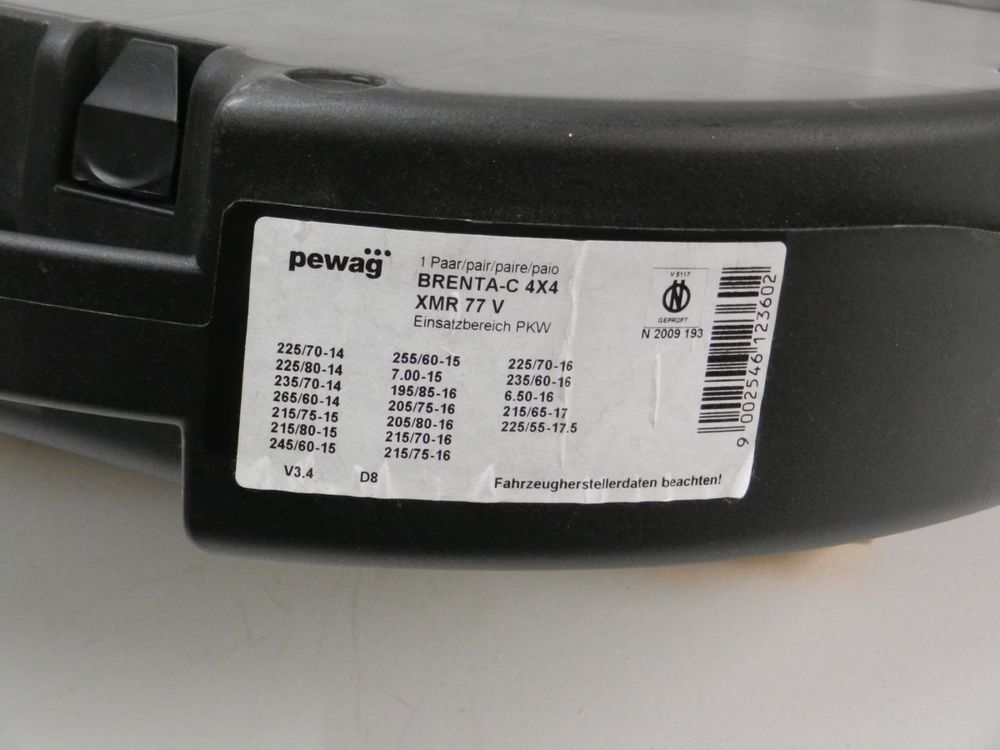 pewag
1 Paar/pair/paire/paio
BRENTA-C 4X4
XMR 77 V
Einsatzbereich PKW
V 5117
GEPRÜFT
N 2009 193
225/70-14
225/80-14
235/70-14
265/60-14
215/75-15
215/80-15
245/60-15
255/60-15
7.00-15
195/85-16
205/75-16
205/80-16
215/70-16
215/75-16
225/70-16
235/60-16
6.50-16
215/65-17
225/55-17.5
V3.4 D8
Fahrzeugherstellerdaten beachten!
9 002546 123602